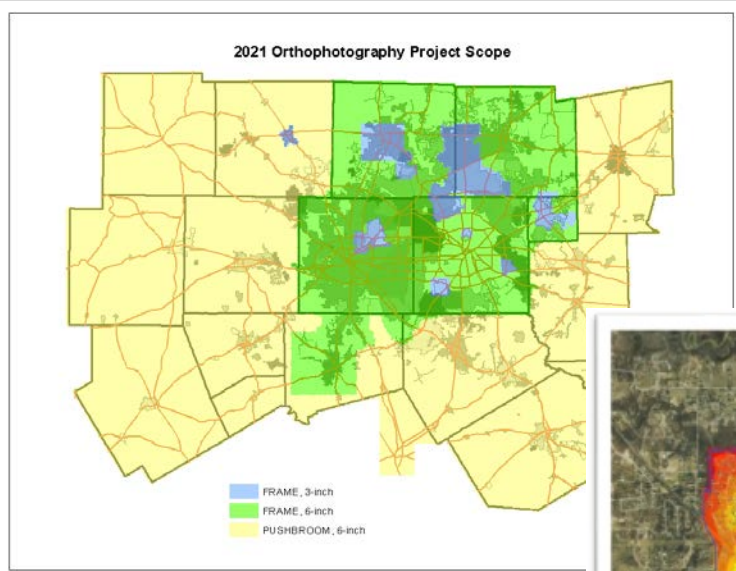 2021 Orthophotography Project Scope
FRAME, 3-inch
FRAME, 6-inch
PUSHBROOM, 6-inch